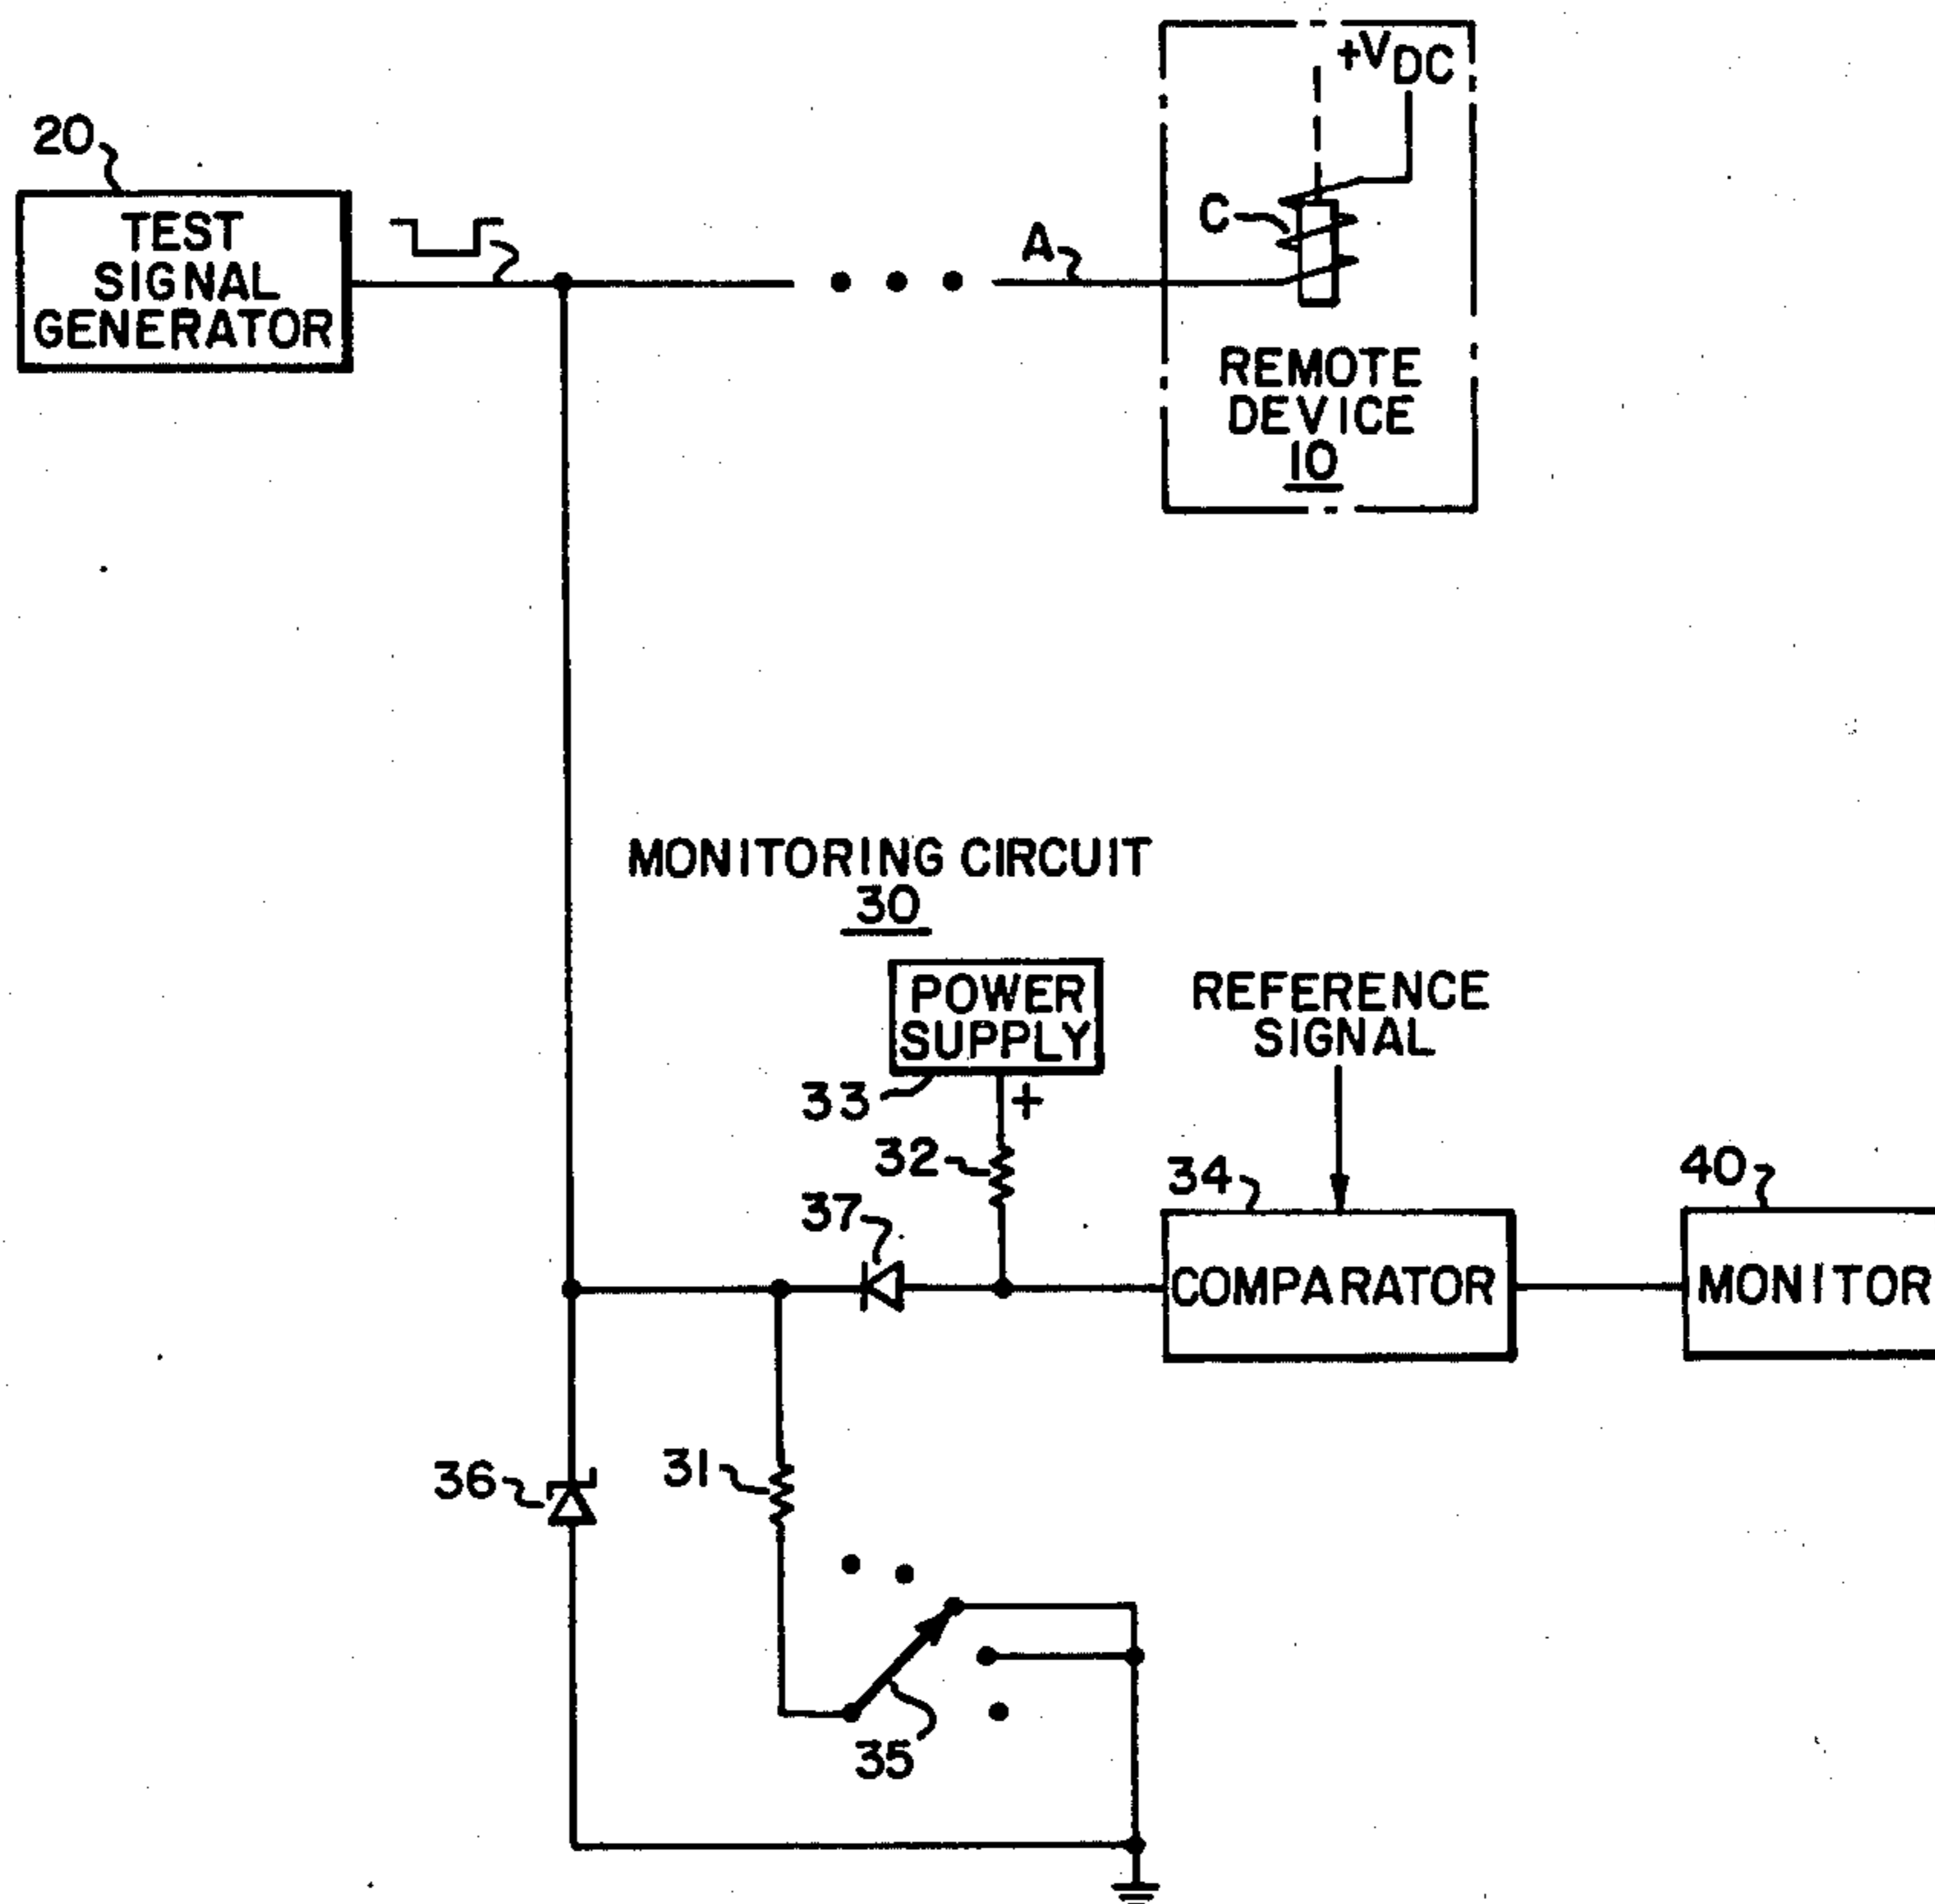 +VDC
20
TEST
SIGNAL
GENERATOR
C
A
REMOTE
DEVICE
10
MONITORING CIRCUIT
30
POWER
SUPPLY
REFERENCE
SIGNAL
33
+
32
34
40
37
COMPARATOR
MONITOR
36
31
35